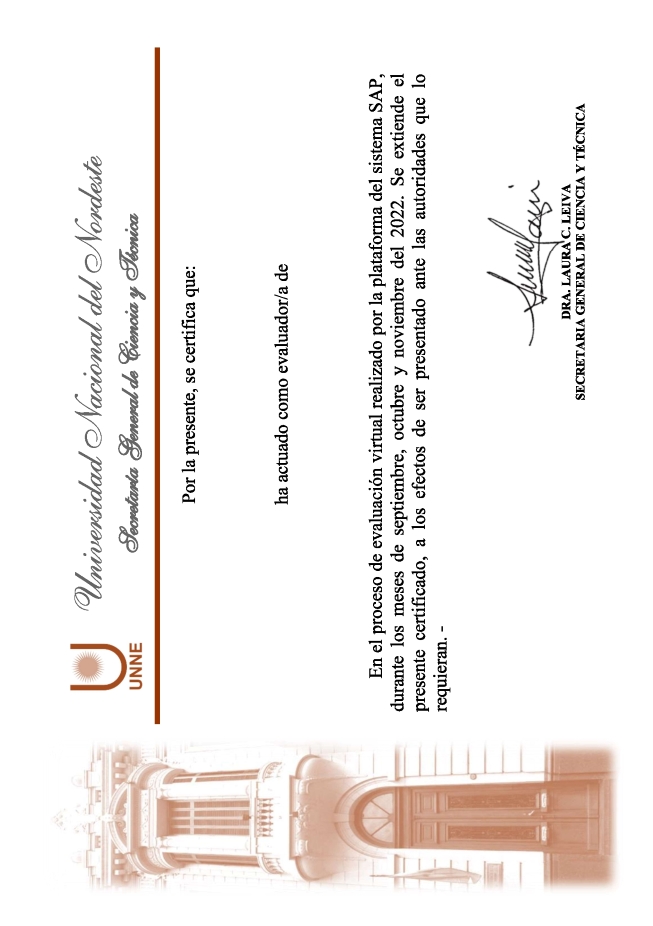 UNNE
Universidad Nacional del Nordeste
Secretaría General de Ciencia y Técnica
Por la presente, se certifica que:
ha actuado como evaluador/a de
En el proceso de evaluación virtual realizado por la plataforma del sistema SAP,
durante los meses de septiembre, octubre y noviembre del 2022. Se extiende el
presente certificado, a los efectos de ser presentado ante las autoridades que lo
requieran. -
DRA. LAURA C. LEIVA
SECRETARIA GENERAL DE CIENCIA Y TÉCNICA